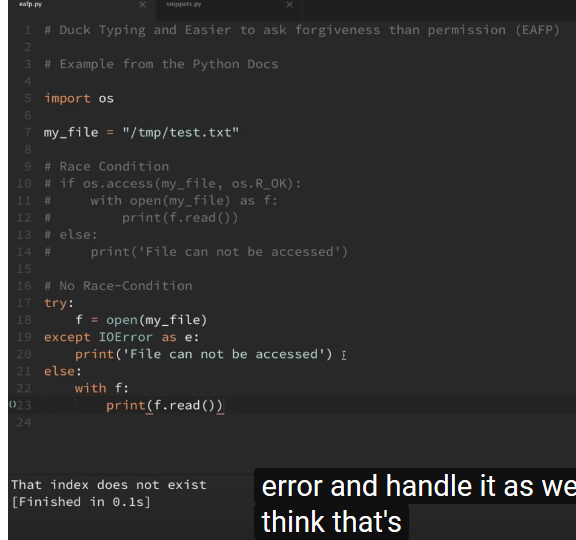 eafp.py × snippets.py ×
1 # Duck Typing and Easier to ask forgiveness than permission (EAFP)
2
3 # Example from the Python Docs
4
5 import os
6
7 my_file = "/tmp/test.txt"
8
9 # Race Condition
10 # if os.access(my_file, os.R_OK):
11 #     with open(my_file) as f:
12 #         print(f.read())
13 # else:
14 #     print('File can not be accessed')
15
16 # No Race-Condition
17 try:
18     f = open(my_file)
19 except IOError as e:
20     print('File can not be accessed')
21 else:
22     with f:
23         print(f.read())
24
That index does not exist
[Finished in 0.1s]
error and handle it as we
think that's